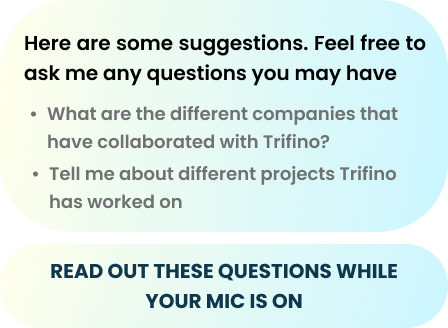 Here are some suggestions. Feel free to
ask me any questions you may have
• What are the different companies that
have collaborated with Trifino?
• Tell me about different projects Trifino
has worked on
READ OUT THESE QUESTIONS WHILE
YOUR MIC IS ON